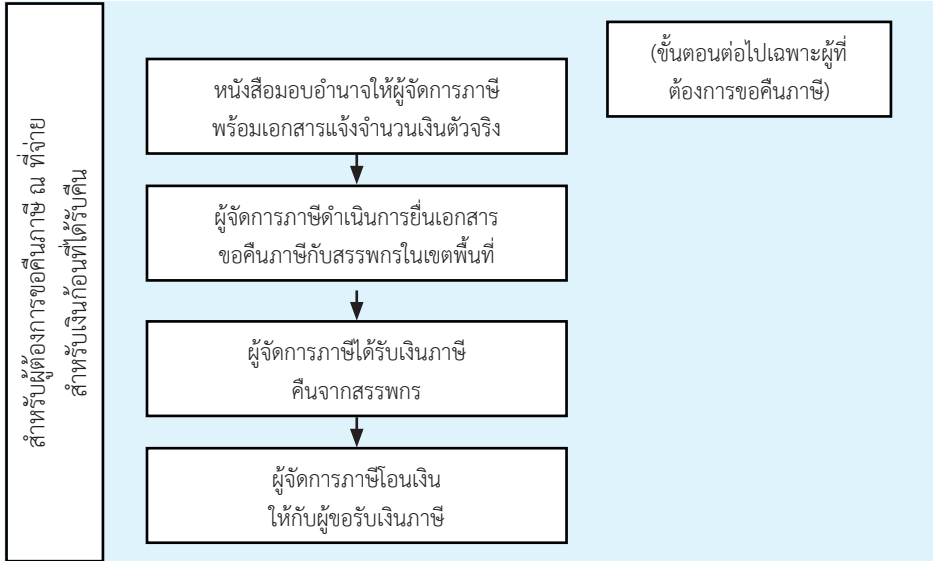 สำหรับผู้ต้องการขอคืนภาษี ณ ที่จ่าย
สำหรับเงินก้อนที่ได้รับคืน
(ขั้นตอนต่อไปเฉพาะผู้ที่
ต้องการขอคืนภาษี)
หนังสือมอบอำนาจให้ผู้จัดการภาษี
พร้อมเอกสารแจ้งจำนวนเงินตัวจริง
ผู้จัดการภาษีดำเนินการยื่นเอกสาร
ขอคืนภาษีกับสรรพกรในเขตพื้นที่
ผู้จัดการภาษีได้รับเงินภาษี
คืนจากสรรพกร
ผู้จัดการภาษีโอนเงิน
ให้กับผู้ขอรับเงินภาษี